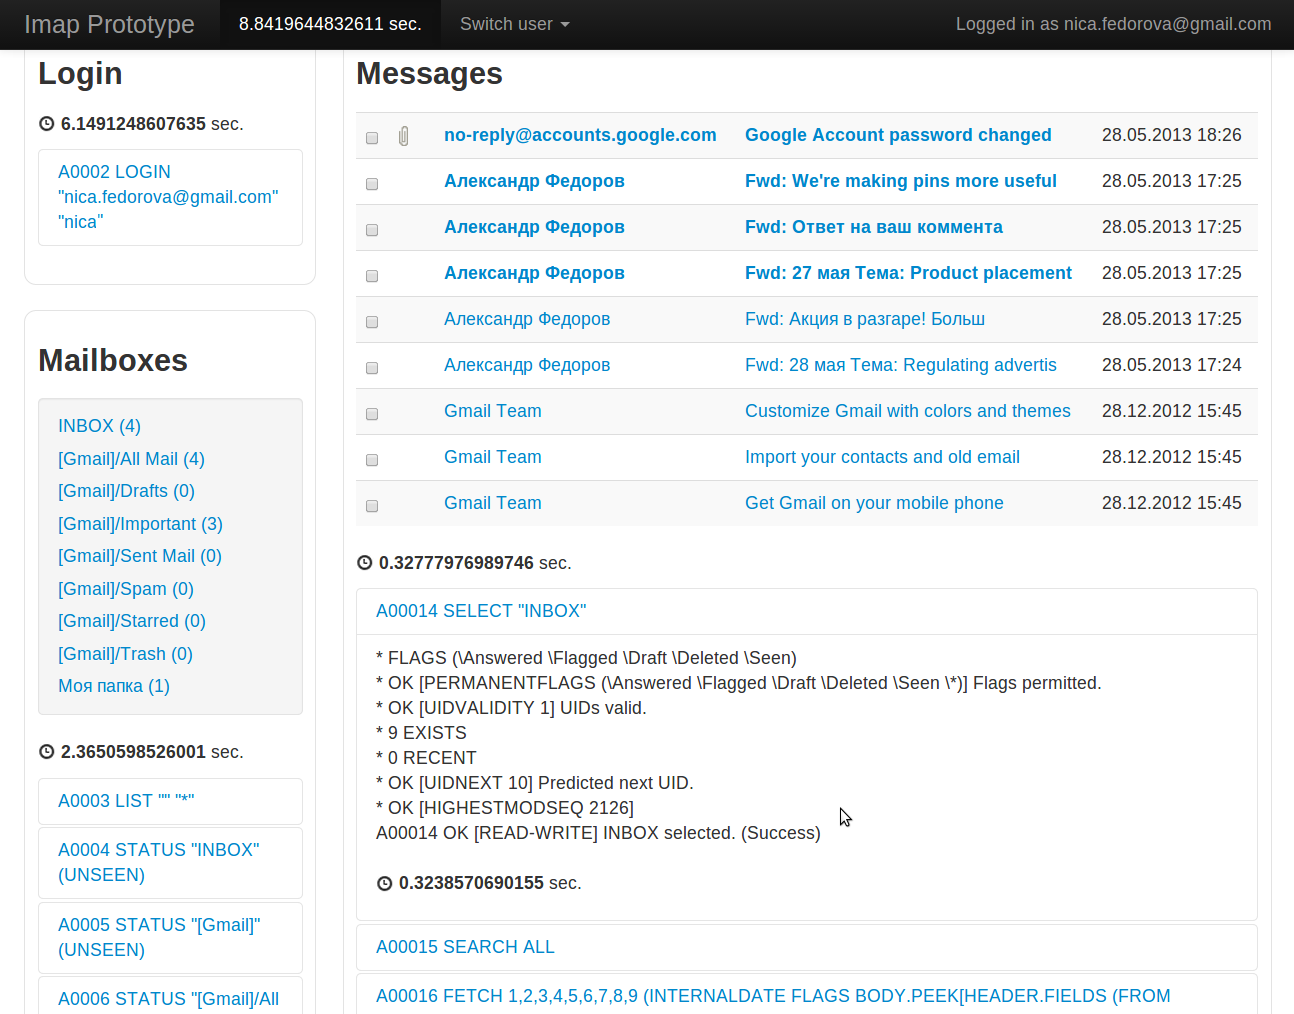 Imap Prototype 8.8419644832611 sec. Switch user Logged in as nica.fedorova@gmail.com
Login
6.1491248607635 sec.
A0002 LOGIN
"nica.fedorova@gmail.com"
"nica"
Mailboxes
INBOX (4)
[Gmail]/All Mail (4)
[Gmail]/Drafts (0)
[Gmail]/Important (3)
[Gmail]/Sent Mail (0)
[Gmail]/Spam (0)
[Gmail]/Starred (0)
[Gmail]/Trash (0)
Моя папка (1)
2.3650598526001 sec.
A0003 LIST "" "*"
A0004 STATUS "INBOX"
(UNSEEN)
A0005 STATUS "[Gmail]"
(UNSEEN)
A0006 STATUS "[Gmail]/All
Messages
no-reply@accounts.google.com Google Account password changed 28.05.2013 18:26
Александр Федоров Fwd: We're making pins more useful 28.05.2013 17:25
Александр Федоров Fwd: Ответ на ваш коммента 28.05.2013 17:25
Александр Федоров Fwd: 27 мая Тема: Product placement 28.05.2013 17:25
Александр Федоров Fwd: Акция в разгаре! Больш 28.05.2013 17:25
Александр Федоров Fwd: 28 мая Тема: Regulating advertis 28.05.2013 17:24
Gmail Team Customize Gmail with colors and themes 28.12.2012 15:45
Gmail Team Import your contacts and old email 28.12.2012 15:45
Gmail Team Get Gmail on your mobile phone 28.12.2012 15:45
0.32777976989746 sec.
A00014 SELECT "INBOX"
* FLAGS (\Answered \Flagged \Draft \Deleted \Seen)
* OK [PERMANENTFLAGS (\Answered \Flagged \Draft \Deleted \Seen \*)] Flags permitted.
* OK [UIDVALIDITY 1] UIDs valid.
* 9 EXISTS
* 0 RECENT
* OK [UIDNEXT 10] Predicted next UID.
* OK [HIGHESTMODSEQ 2126]
A00014 OK [READ-WRITE] INBOX selected. (Success)
0.3238570690155 sec.
A00015 SEARCH ALL
A00016 FETCH 1,2,3,4,5,6,7,8,9 (INTERNALDATE FLAGS BODY.PEEK[HEADER.FIELDS (FROM